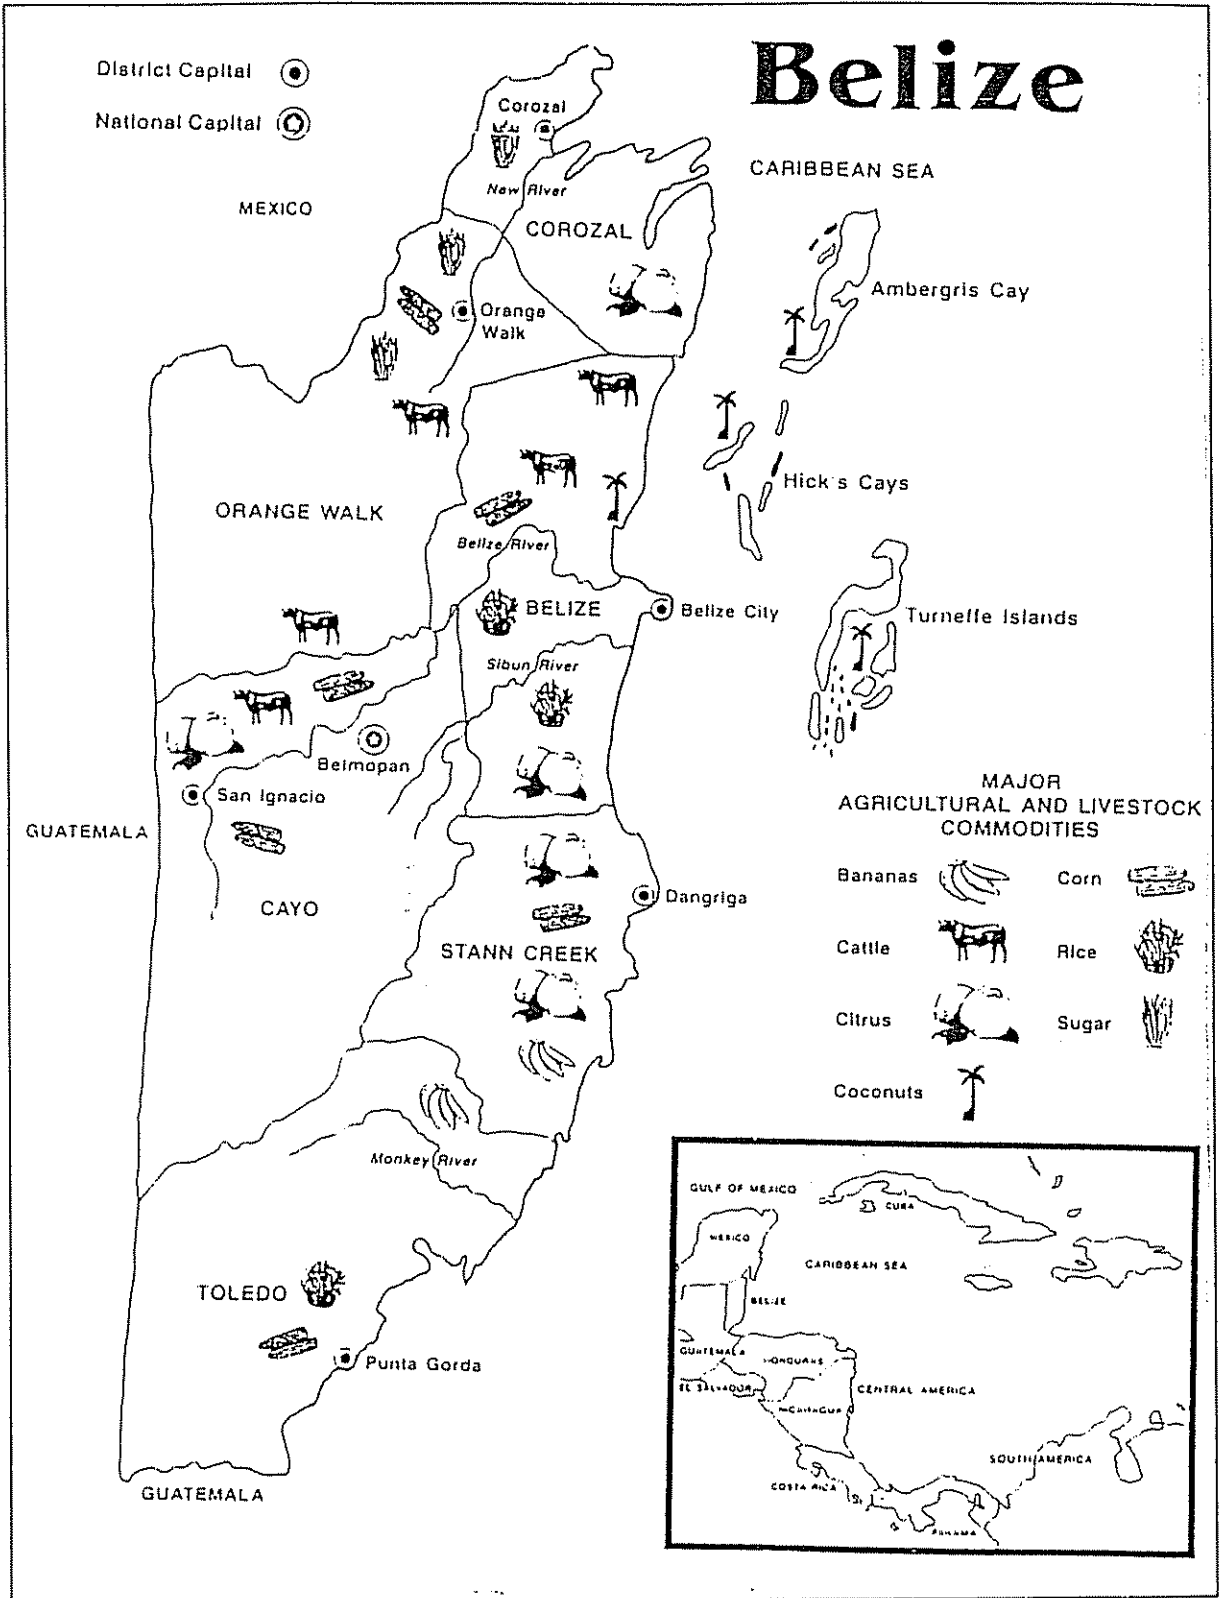 Belize
District Capital
National Capital
Corozal
CARIBBEAN SEA
New River
MEXICO
COROZAL
Ambergris Cay
Orange
Walk
Hick's Cays
ORANGE WALK
Belize River
BELIZE
Belize City
Turneffe Islands
Sibun River
Belmopan
San Ignacio
GUATEMALA
MAJOR
AGRICULTURAL AND LIVESTOCK
COMMODITIES
Bananas
Corn
Dangriga
CAYO
STANN CREEK
Cattle
Rice
Citrus
Sugar
Coconuts
Monkey River
TOLEDO
Punta Gorda
GUATEMALA
GULF OF MEXICO
CUBA
MEXICO
CARIBBEAN SEA
BELIZE
GUATEMALA
HONDURAS
EL SALVADOR
CENTRAL AMERICA
NICARAGUA
SOUTH AMERICA
COSTA RICA
PANAMA